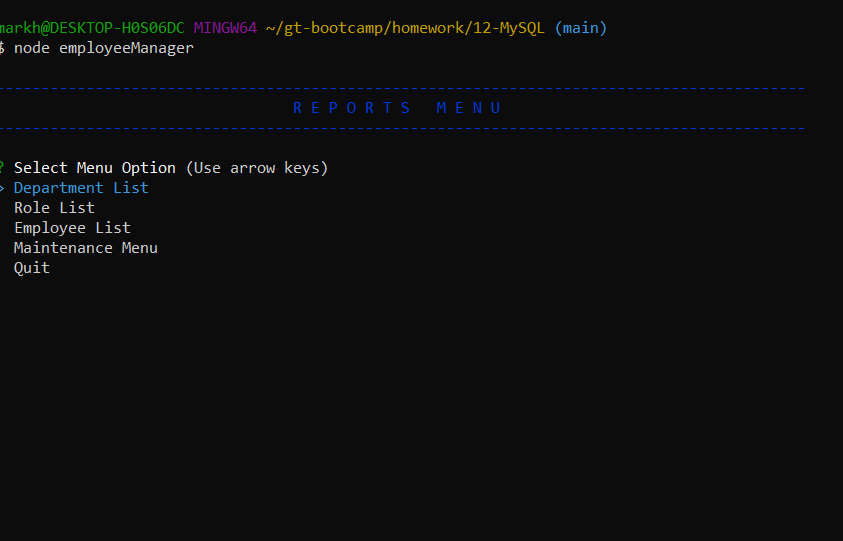 markh@DESKTOP-H0S06DC MINGW64 ~/gt-bootcamp/homework/12-MySQL (main)
$ node employeeManager
-----------------------------------------------------------------------------------------
R E P O R T S   M E N U
-----------------------------------------------------------------------------------------
? Select Menu Option (Use arrow keys)
> Department List
Role List
Employee List
Maintenance Menu
Quit